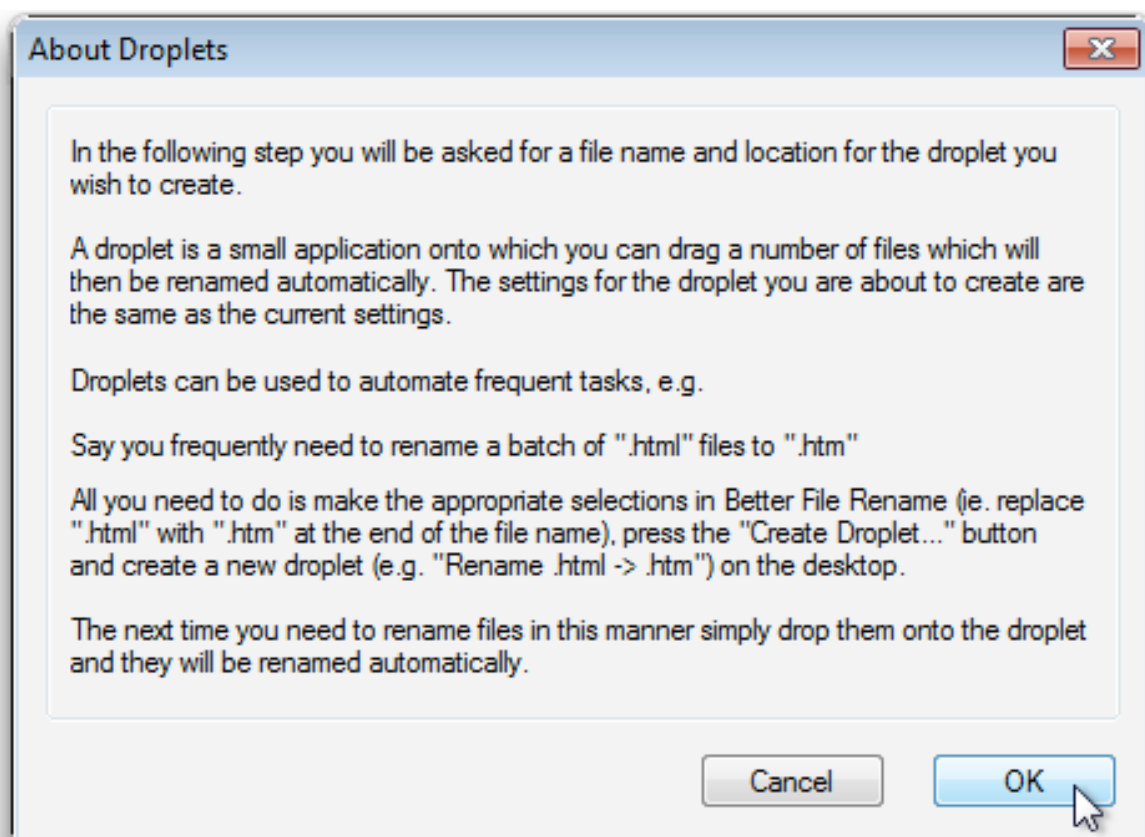 About Droplets
In the following step you will be asked for a file name and location for the droplet you
wish to create.
A droplet is a small application onto which you can drag a number of files which will
then be renamed automatically. The settings for the droplet you are about to create are
the same as the current settings.
Droplets can be used to automate frequent tasks, e.g.
Say you frequently need to rename a batch of ".html" files to ".htm"
All you need to do is make the appropriate selections in Better File Rename (ie. replace
".html" with ".htm" at the end of the file name), press the "Create Droplet..." button
and create a new droplet (e.g. "Rename .html -> .htm") on the desktop.
The next time you need to rename files in this manner simply drop them onto the droplet
and they will be renamed automatically.
Cancel OK